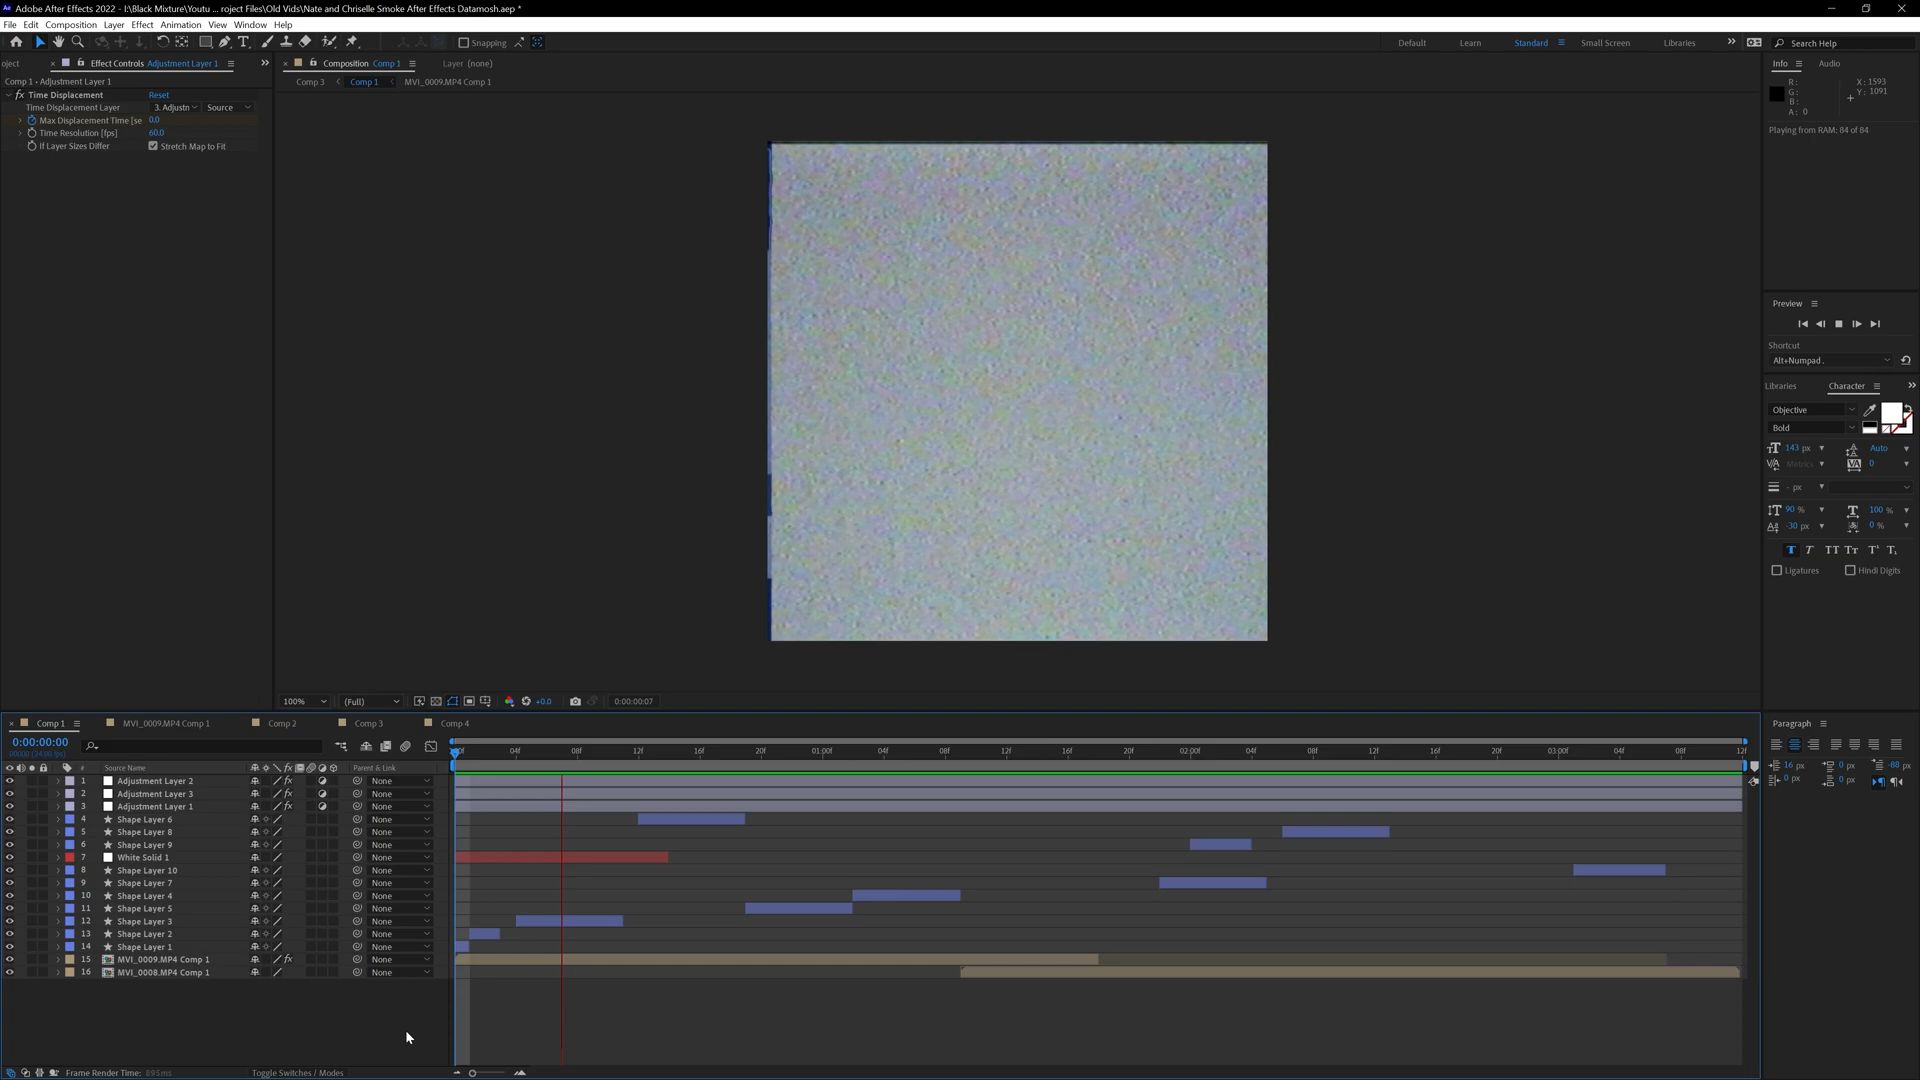 Adobe After Effects 2022 - I:\Black Mixture\Youtu ... roject Files\Old Vids\Nate and Chriselle Smoke After Effects Datamosh.aep *
File Edit Composition Layer Effect Animation View Window Help
Snapping
Default Learn Standard Small Screen Libraries Search Help
oject Effect Controls Adjustment Layer 1
Comp 1 • Adjustment Layer 1
fx Time Displacement Reset
Time Displacement Layer 3. Adjustn Source
Max Displacement Time [se 0.0
Time Resolution [fps] 60.0
If Layer Sizes Differ Stretch Map to Fit
Composition Comp 1 Layer (none)
Comp 3 Comp 1 MVI_0009.MP4 Comp 1
Info Audio
R:
G:
B:
A: 0
X: 1593
Y: 1091
Playing from RAM: 84 of 84
Preview
Shortcut
Alt+Numpad .
Libraries Character
Objective
Bold
143 px Auto
Metrics 0
- px
90 % 100 %
-30 px 0 %
T T TT Tт T¹ T₁
Ligatures Hindi Digits
100% (Full) +0.0 0:00:00:07
Comp 1 MVI_0009.MP4 Comp 1 Comp 2 Comp 3 Comp 4
0:00:00:00
00000 (24.00 fps)
:00f 04f 08f 12f 16f 20f 01:00f 04f 08f 12f 16f 20f 02:00f 04f 08f 12f 16f 20f 03:00f 04f 08f 12f
# Source Name Parent & Link
1 Adjustment Layer 2 None
2 Adjustment Layer 3 None
3 Adjustment Layer 1 None
4 Shape Layer 6 None
5 Shape Layer 8 None
6 Shape Layer 9 None
7 White Solid 1 None
8 Shape Layer 10 None
9 Shape Layer 7 None
10 Shape Layer 4 None
11 Shape Layer 5 None
12 Shape Layer 3 None
13 Shape Layer 2 None
14 Shape Layer 1 None
15 MVI_0009.MP4 Comp 1 None
16 MVI_0008.MP4 Comp 1 None
Frame Render Time: 895ms Toggle Switches / Modes
Paragraph
16 px 0 px -88 px
0 px 0 px